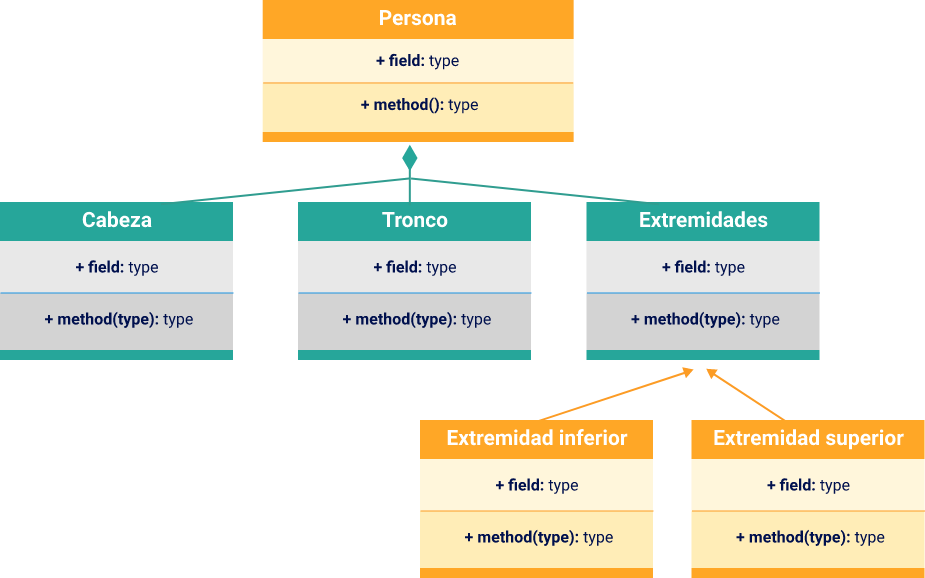 Persona
+ field: type
+ method(): type
Cabeza
+ field: type
+ method(type): type
Tronco
+ field: type
+ method(type): type
Extremidades
+ field: type
+ method(type): type
Extremidad inferior
+ field: type
+ method(type): type
Extremidad superior
+ field: type
+ method(type): type